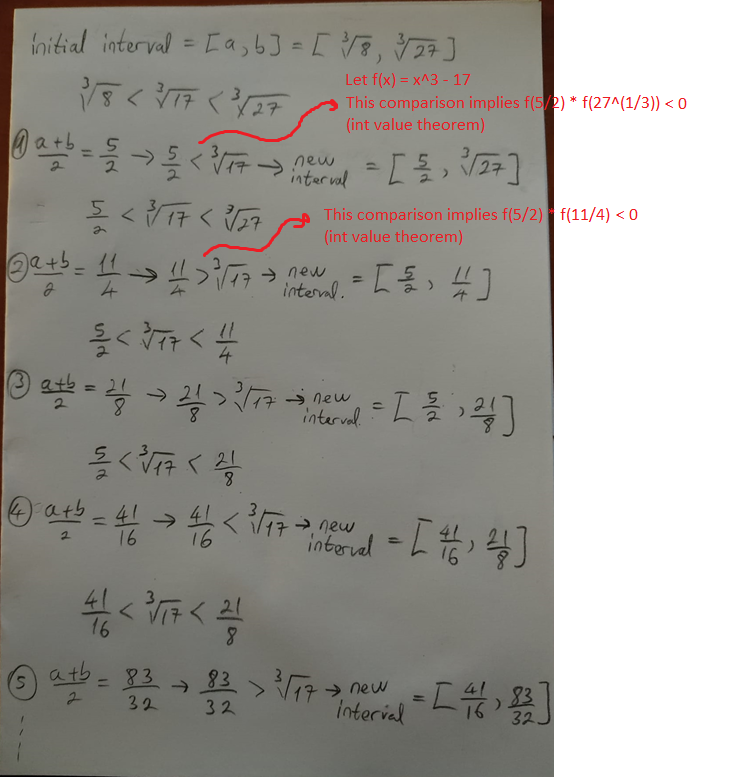 initial interval = [a, b] = [∛8, ∛27]
Let f(x) = x^3 - 17
∛8 < ∛17 < ∛27
This comparison implies f(5/2) * f(27^(1/3)) < 0
(int value theorem)
① (a+b)/2 = 5/2 → 5/2 < ∛17 → new interval = [5/2, ∛27]
5/2 < ∛17 < ∛27
This comparison implies f(5/2) * f(11/4) < 0
(int value theorem)
② (a+b)/2 = 11/4 → 11/4 > ∛17 → new interval. = [5/2, 11/4]
5/2 < ∛17 < 11/4
③ (a+b)/2 = 21/8 → 21/8 > ∛17 → new interval. = [5/2, 21/8]
5/2 < ∛17 < 21/8
④ (a+b)/2 = 41/16 → 41/16 < ∛17 → new interval = [41/16, 21/8]
41/16 < ∛17 < 21/8
⑤ (a+b)/2 = 83/32 → 83/32 > ∛17 → new interval = [41/16, 83/32]